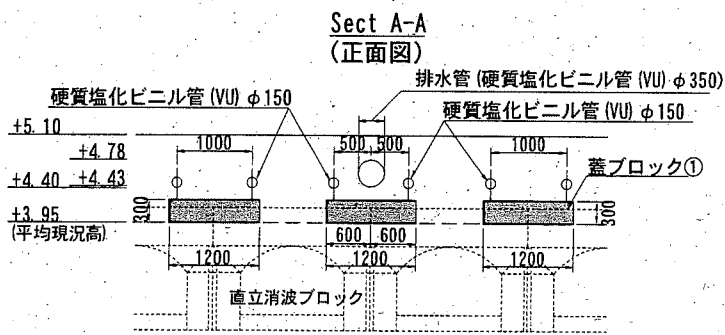 Sect A-A
(正面図)
排水管(硬質塩化ビニル管(VU)φ350)
硬質塩化ビニル管(VU)φ150
硬質塩化ビニル管(VU)φ150
+5.10
1000
500
500
1000
+4.78
+4.40
+4.43
蓋ブロック①
300
300
+3.95
(平均現況高)
600
600
1200
1200
1200
直立消波ブロック